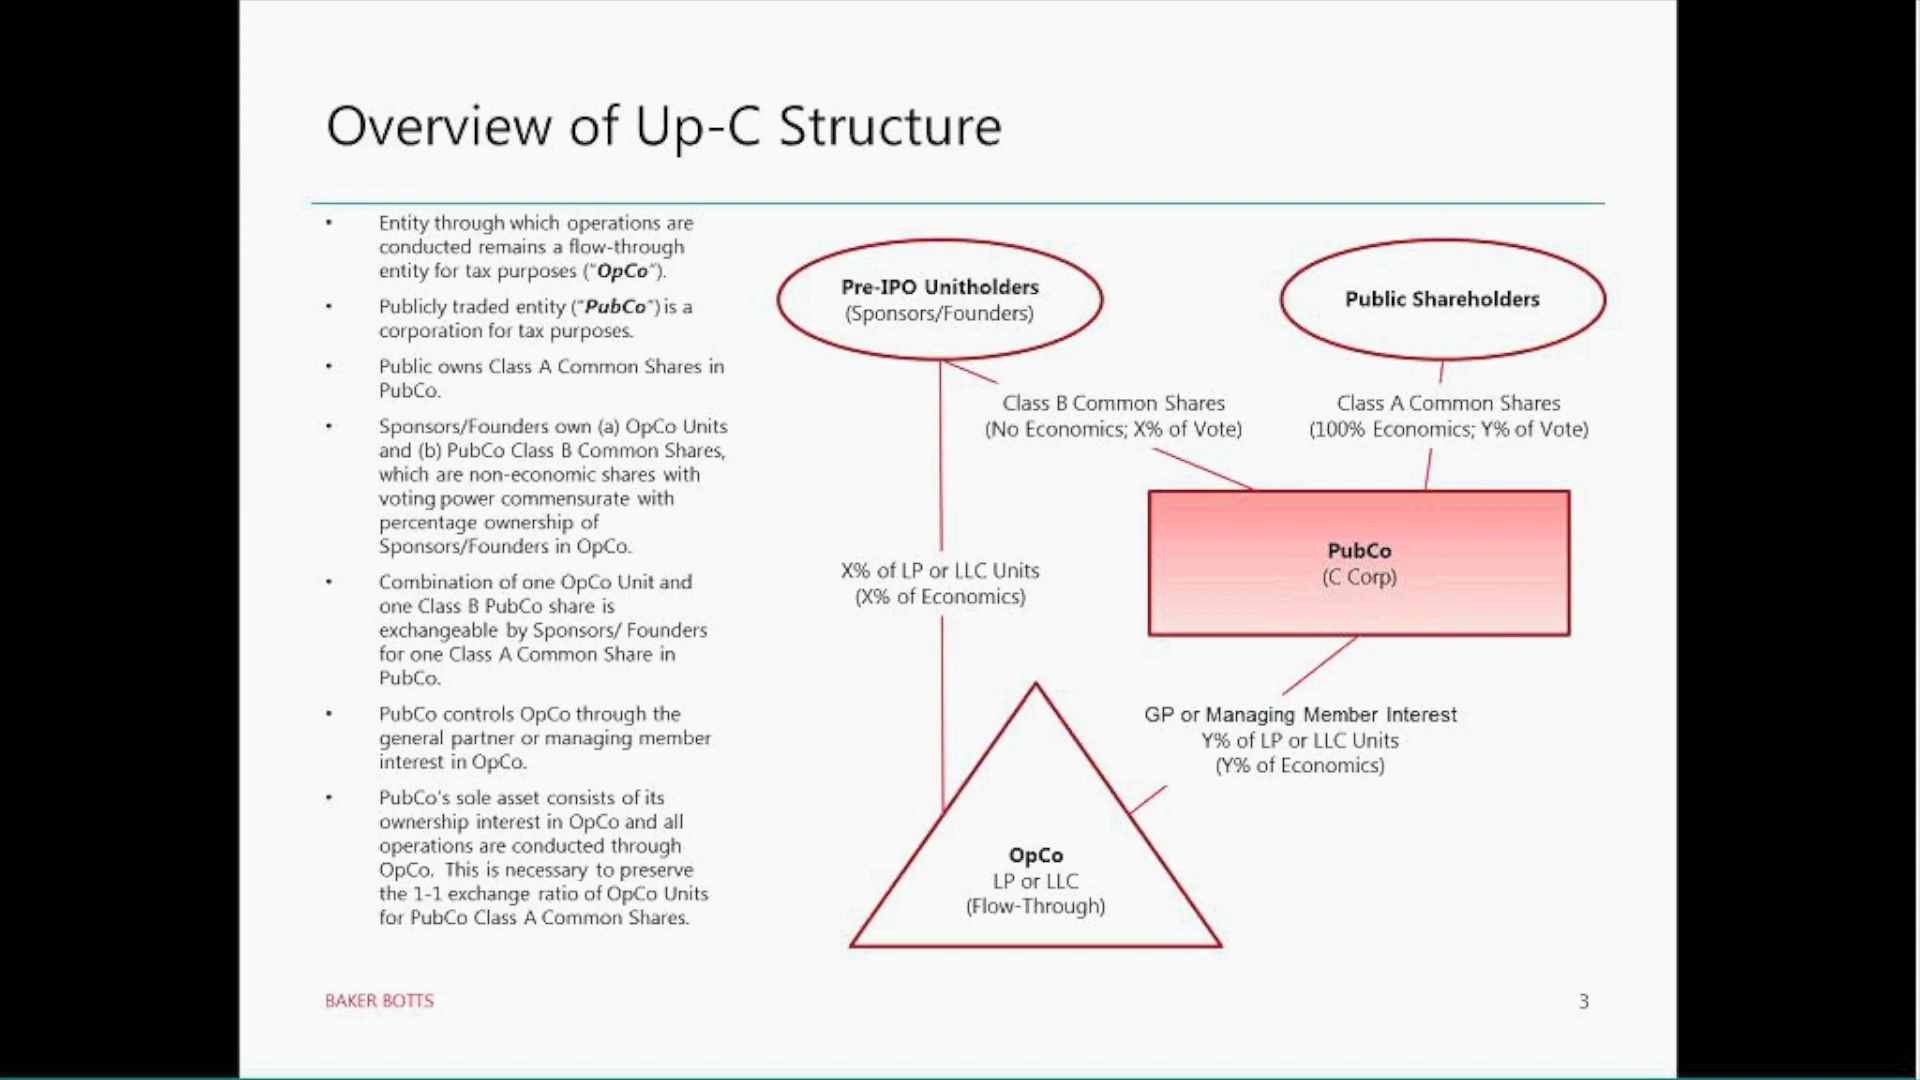 Overview of Up-C Structure
• Entity through which operations are
conducted remains a flow-through
entity for tax purposes ("OpCo").
• Publicly traded entity ("PubCo") is a
corporation for tax purposes.
• Public owns Class A Common Shares in
PubCo.
• Sponsors/Founders own (a) OpCo Units
and (b) PubCo Class B Common Shares,
which are non-economic shares with
voting power commensurate with
percentage ownership of
Sponsors/Founders in OpCo.
• Combination of one OpCo Unit and
one Class B PubCo share is
exchangeable by Sponsors/ Founders
for one Class A Common Share in
PubCo.
• PubCo controls OpCo through the
general partner or managing member
interest in OpCo.
• PubCo's sole asset consists of its
ownership interest in OpCo and all
operations are conducted through
OpCo. This is necessary to preserve
the 1-1 exchange ratio of OpCo Units
for PubCo Class A Common Shares.
Pre-IPO Unitholders
(Sponsors/Founders)
Public Shareholders
Class B Common Shares
(No Economics; X% of Vote)
Class A Common Shares
(100% Economics; Y% of Vote)
PubCo
(C Corp)
X% of LP or LLC Units
(X% of Economics)
GP or Managing Member Interest
Y% of LP or LLC Units
(Y% of Economics)
OpCo
LP or LLC
(Flow-Through)
BAKER BOTTS
3